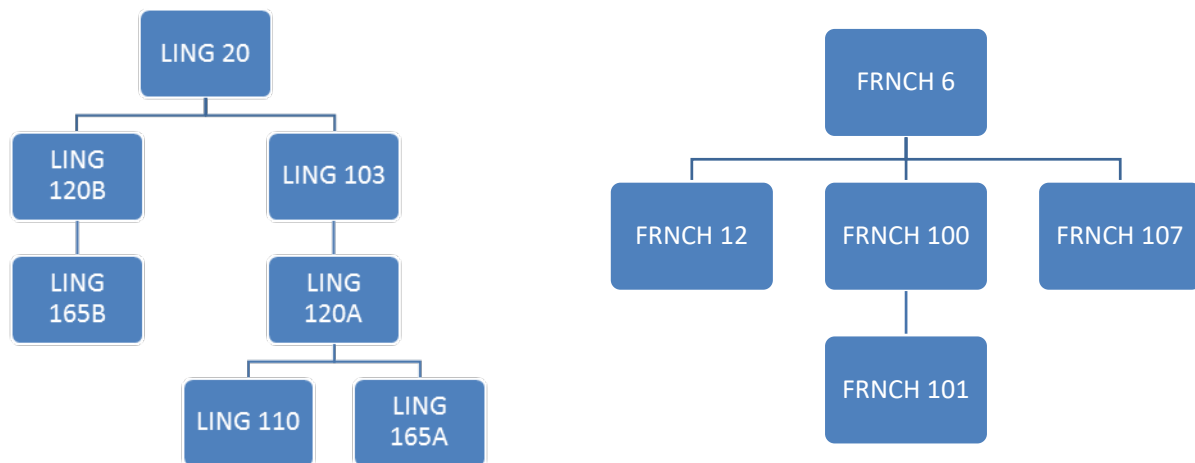 LING 20
LING
120B
LING 103
LING
165B
LING
120A
LING 110
LING
165A
FRNCH 6
FRNCH 12
FRNCH 100
FRNCH 107
FRNCH 101